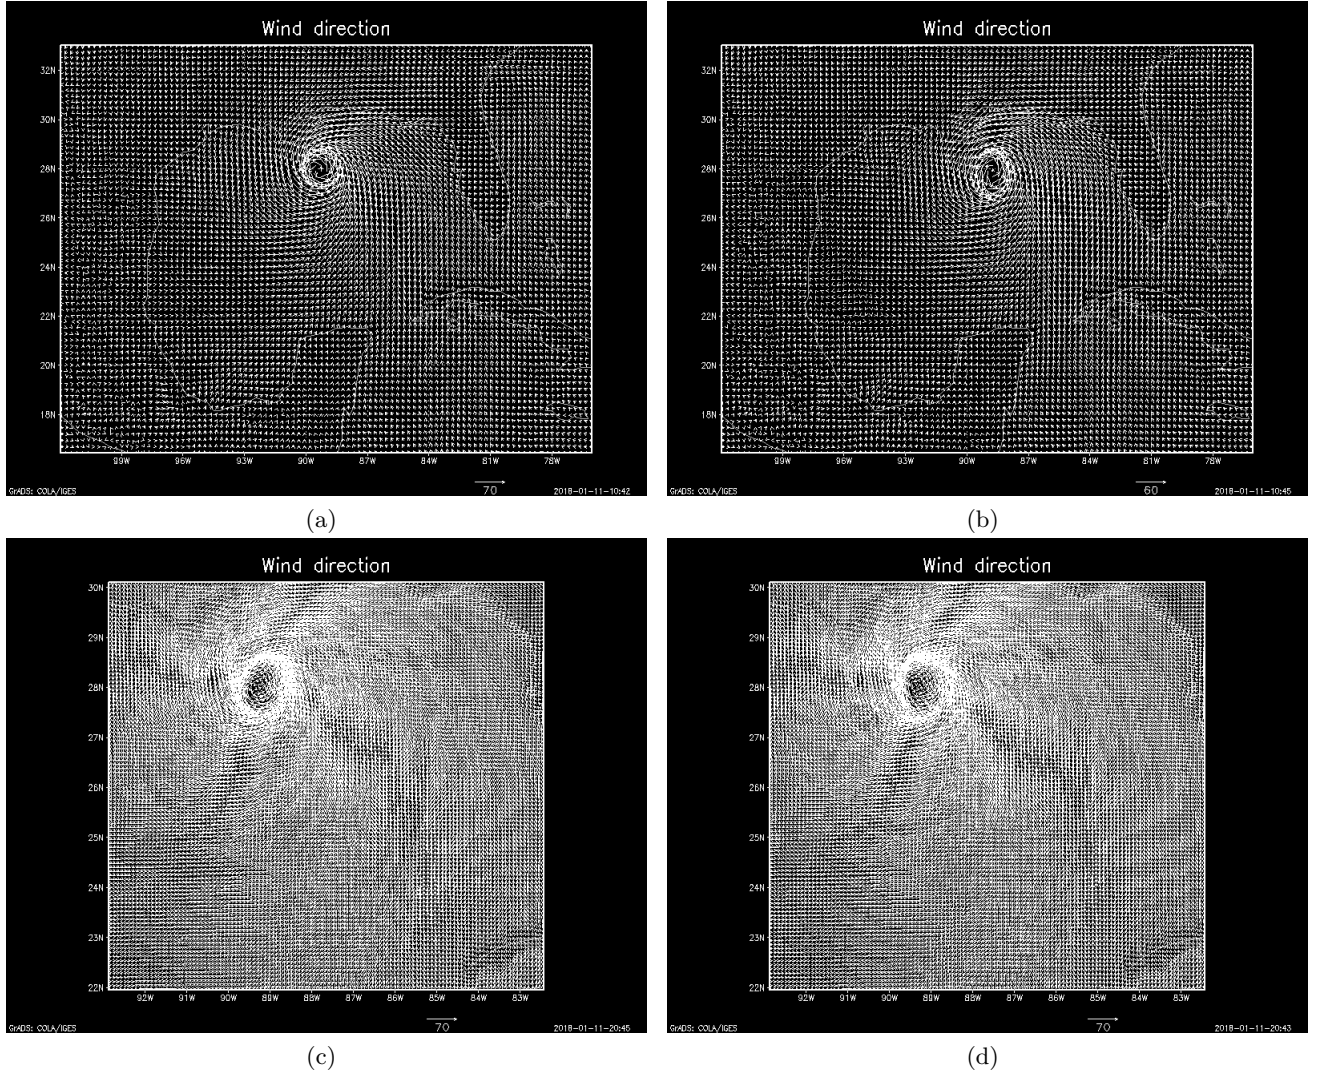 Wind direction
32N
30N
28N
26N
24N
22N
20N
18N
99W 96W 93W 90W 87W 84W 81W 78W
70
GrADS: COLA/IGES 2018-01-11-10:42
(a)
Wind direction
32N
30N
28N
26N
24N
22N
20N
18N
99W 96W 93W 90W 87W 84W 81W 78W
60
GrADS: COLA/IGES 2018-01-11-10:45
(b)
Wind direction
30N
29N
28N
27N
26N
25N
24N
23N
22N
92W 91W 90W 89W 88W 87W 86W 85W 84W 83W
70
GrADS: COLA/IGES 2018-01-11-20:45
(c)
Wind direction
30N
29N
28N
27N
26N
25N
24N
23N
22N
92W 91W 90W 89W 88W 87W 86W 85W 84W 83W
70
GrADS: COLA/IGES 2018-01-11-20:43
(d)